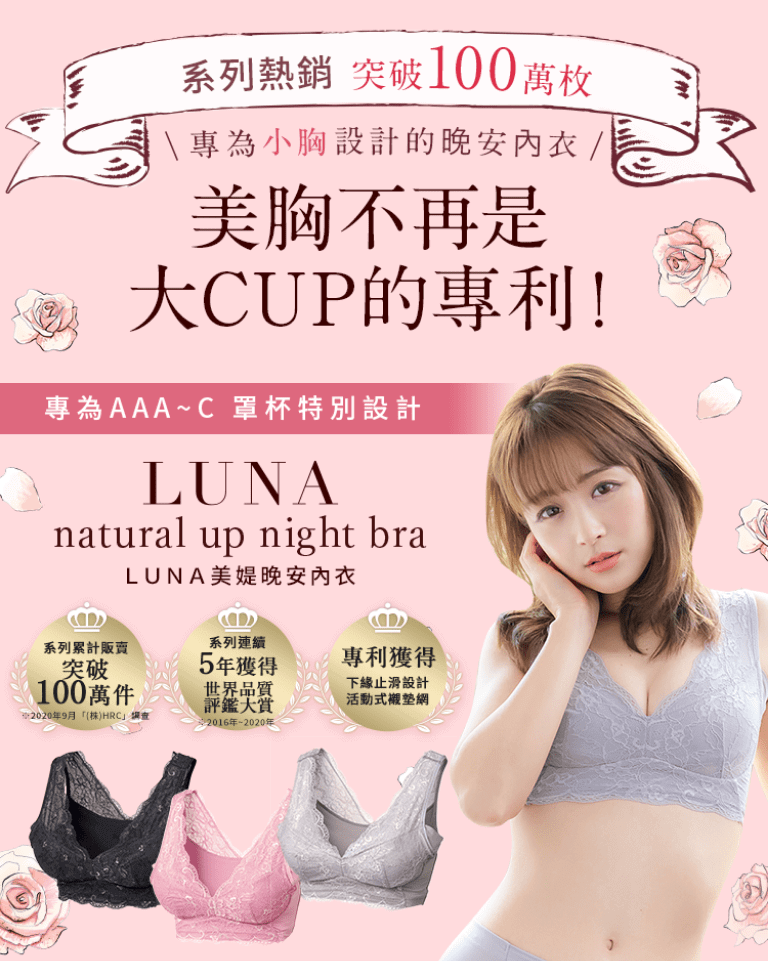 系列熱銷 突破100萬枚
\ 專為小胸設計的晚安內衣 /
美胸不再是
大CUP的專利！
專為AAA~C 罩杯特別設計
LUNA
natural up night bra
LUNA美媞晚安內衣
系列累計販賣
突破
100萬件
※2020年9月「(株)HRC」調查
系列連續
5年獲得
世界品質
評鑑大賞
※2016年~2020年
專利獲得
下緣止滑設計
活動式襯墊網